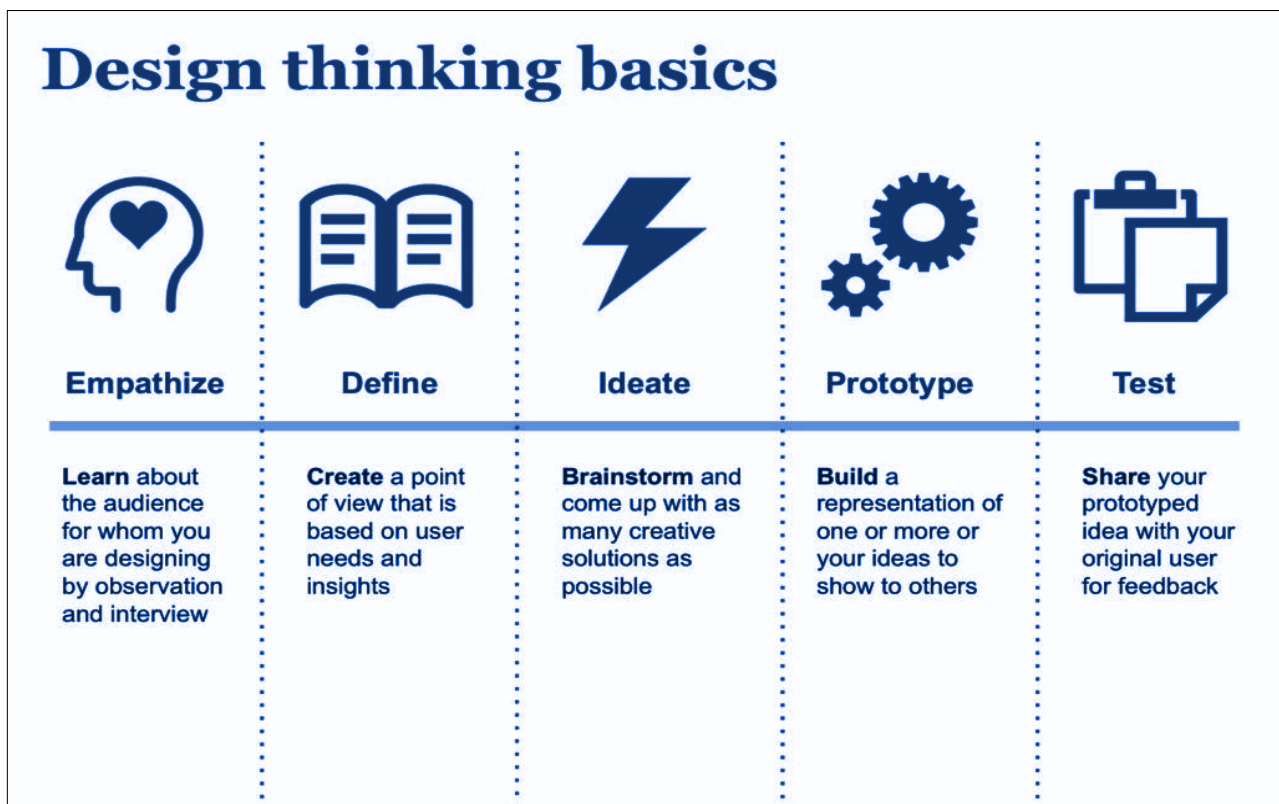 Design thinking basics
Empathize
Define
Ideate
Prototype
Test
Learn about
the audience
for whom you
are designing
by observation
and interview
Create a point
of view that is
based on user
needs and
insights
Brainstorm and
come up with as
many creative
solutions as
possible
Build a
representation of
one or more or
your ideas to
show to others
Share your
prototyped
idea with your
original user
for feedback